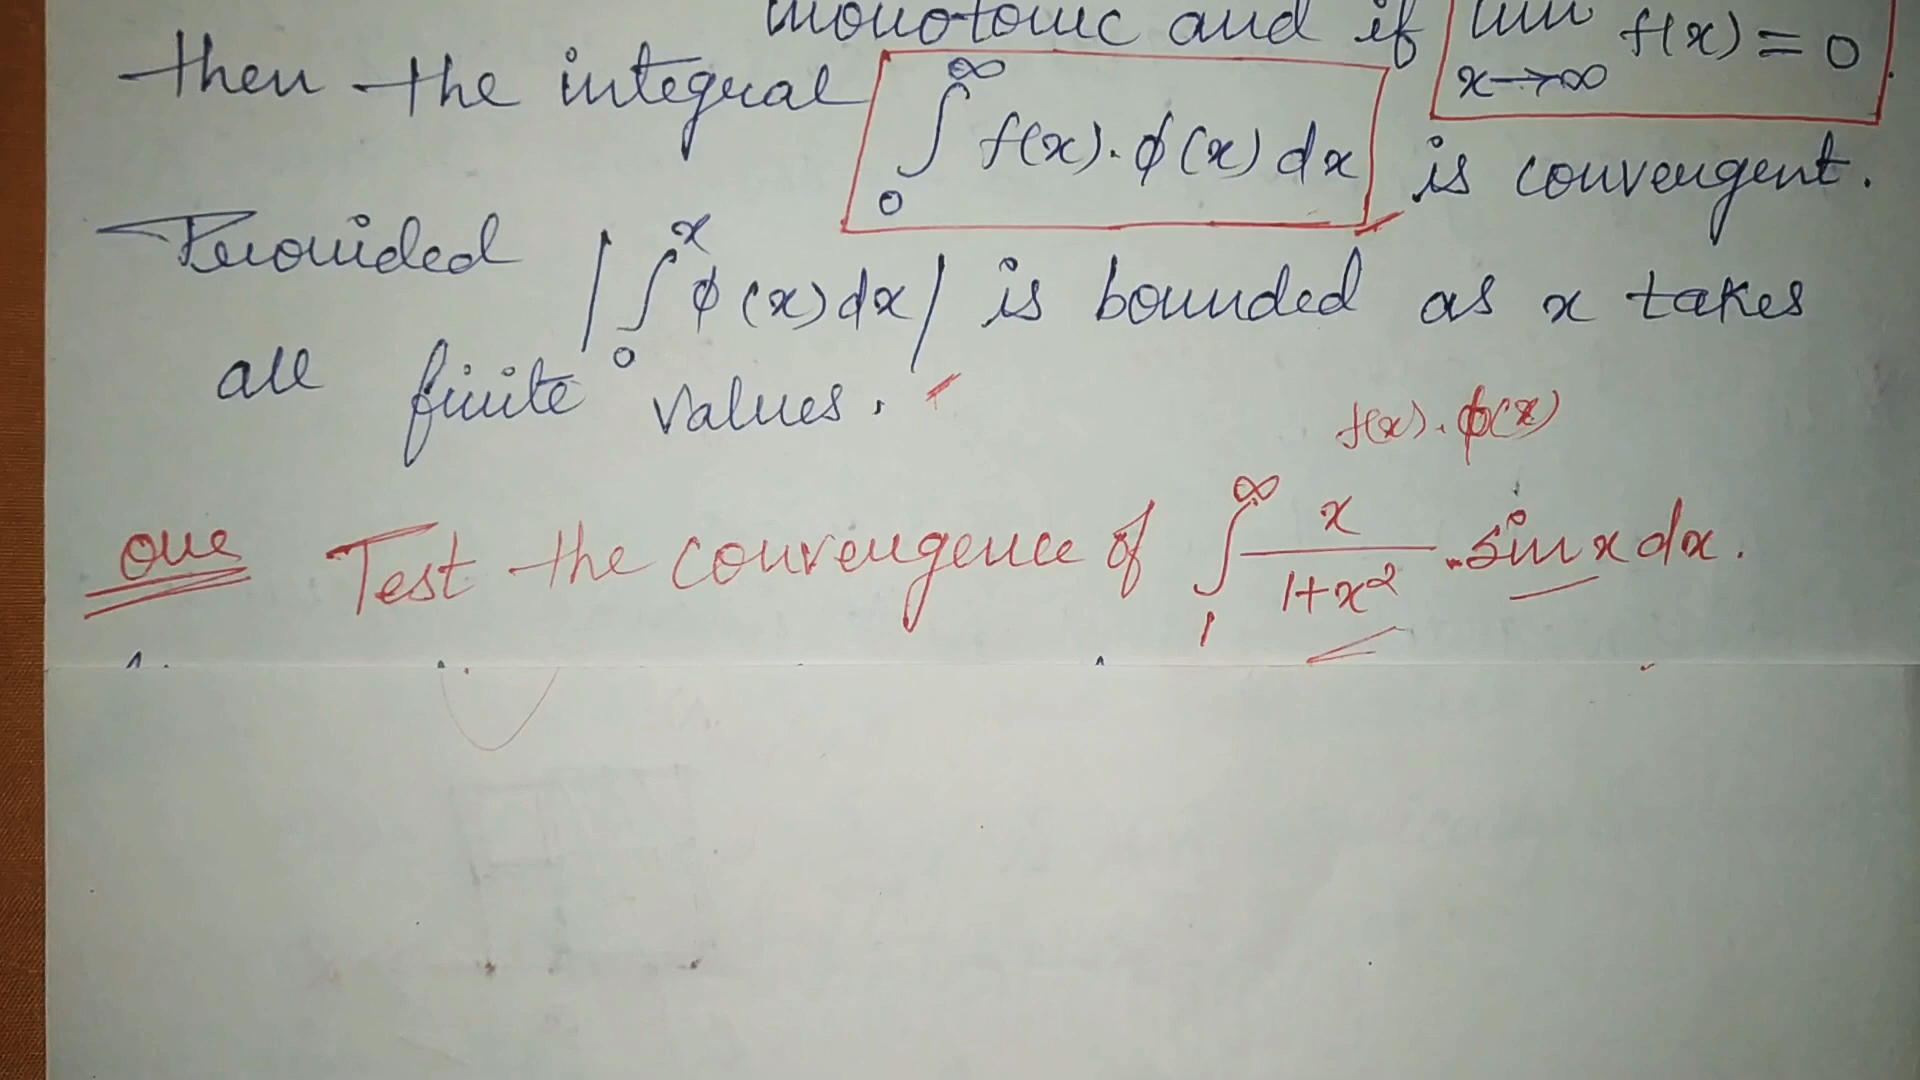 monotonic and if lim f(x) = 0
x→∞
then the integral ∫₀^∞ f(x).ϕ(x) dx is convergent.
Provided |∫₀^x ϕ(x) dx| is bounded as x takes
all finite values.
f(x).ϕ(x)
Que Test the convergence of ∫₁^∞ x/(1+x²) .sin x dx.